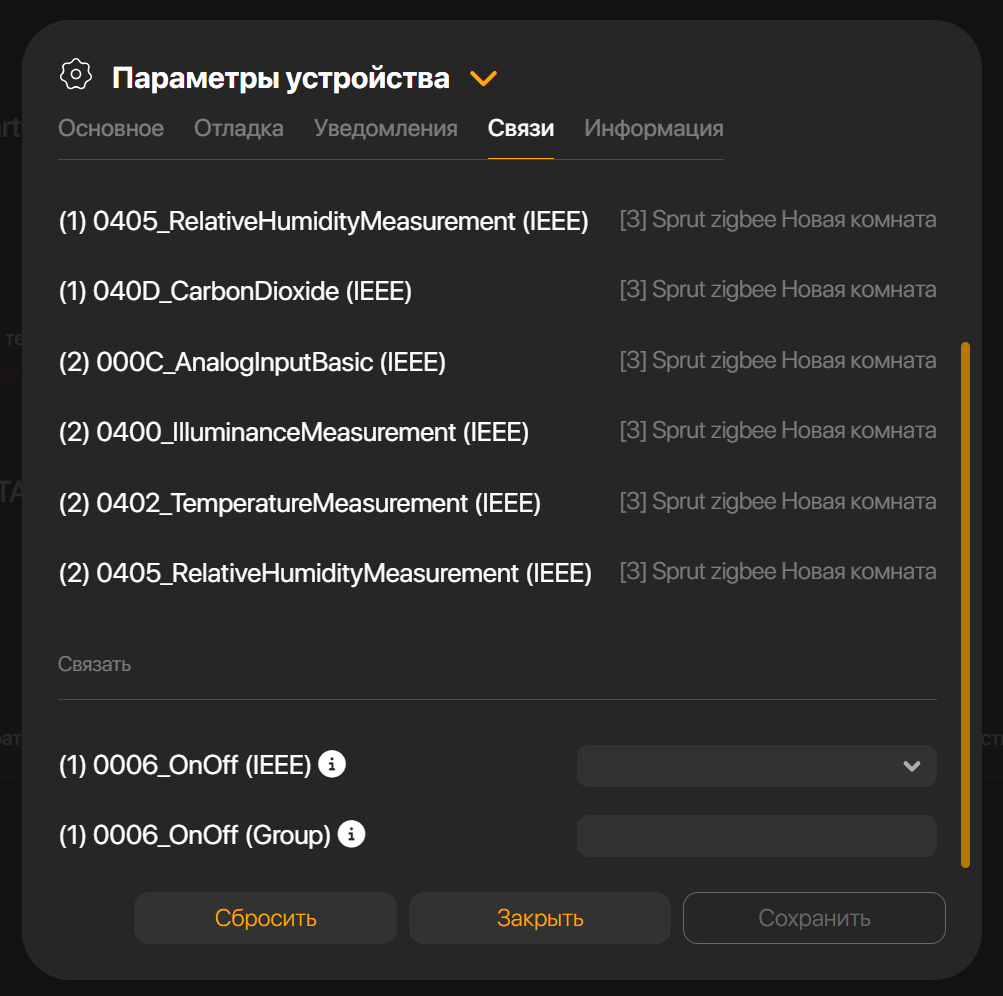 Параметры устройства
Основное Отладка Уведомления Связи Информация
(1) 0405_RelativeHumidityMeasurement (IEEE) [3] Sprut zigbee Новая комната
(1) 040D_CarbonDioxide (IEEE) [3] Sprut zigbee Новая комната
(2) 000C_AnalogInputBasic (IEEE) [3] Sprut zigbee Новая комната
(2) 0400_IlluminanceMeasurement (IEEE) [3] Sprut zigbee Новая комната
(2) 0402_TemperatureMeasurement (IEEE) [3] Sprut zigbee Новая комната
(2) 0405_RelativeHumidityMeasurement (IEEE) [3] Sprut zigbee Новая комната
Связать
(1) 0006_OnOff (IEEE)
(1) 0006_OnOff (Group)
Сбросить Закрыть Сохранить